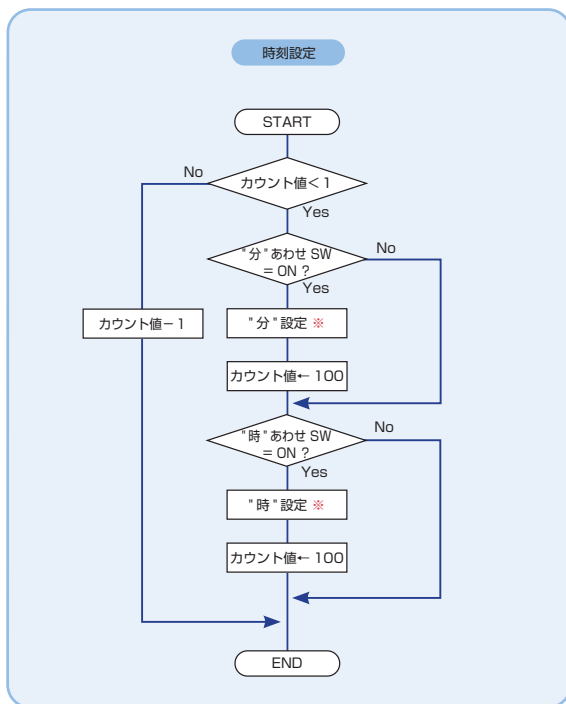 時刻設定
START
カウント値<1
No
Yes
"分"あわせ SW
= ON ?
No
Yes
カウント値−1
"分"設定 ※
カウント値← 100
"時"あわせ SW
= ON ?
No
Yes
"時"設定 ※
カウント値← 100
END